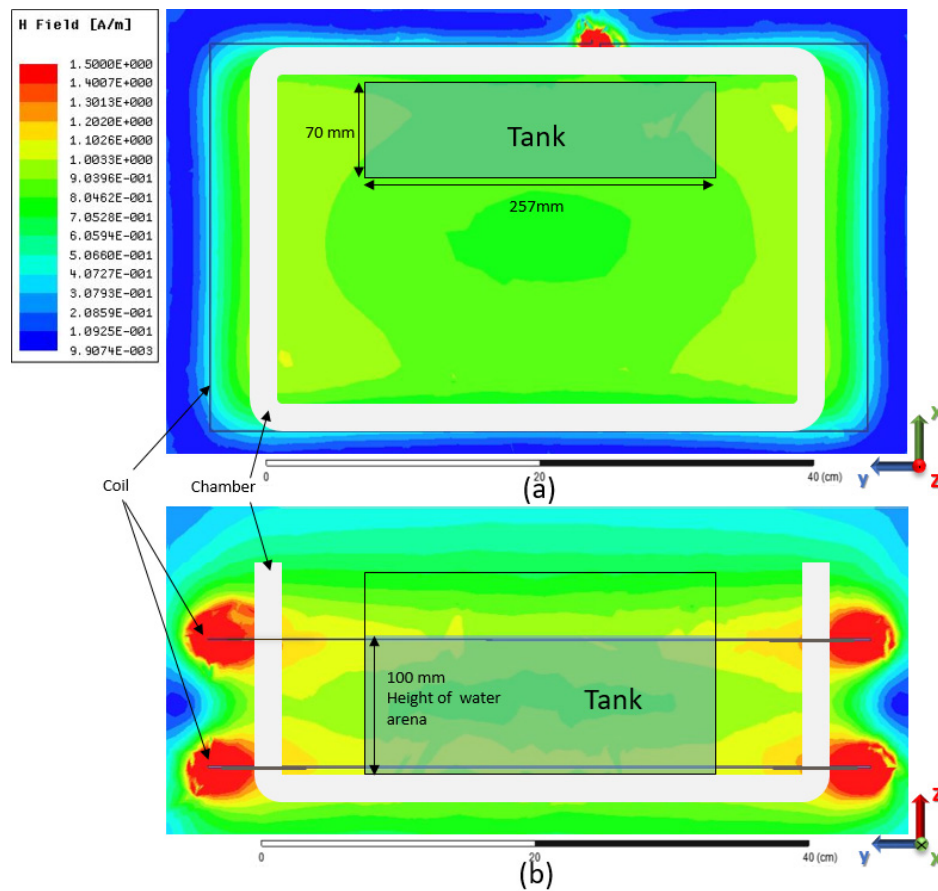 H Field [A/m]
1.5000E+000
1.4007E+000
1.3013E+000
1.2020E+000
1.1026E+000
1.0033E+000
9.0396E-001
8.0462E-001
7.0528E-001
6.0594E-001
5.0660E-001
4.0727E-001
3.0793E-001
2.0859E-001
1.0925E-001
9.9074E-003
70 mm
Tank
257mm
X
y
Z
0
20
40 (cm)
(a)
Coil
Chamber
100 mm
Height of water
arena
Tank
Z
y
X
0
20
40 (cm)
(b)